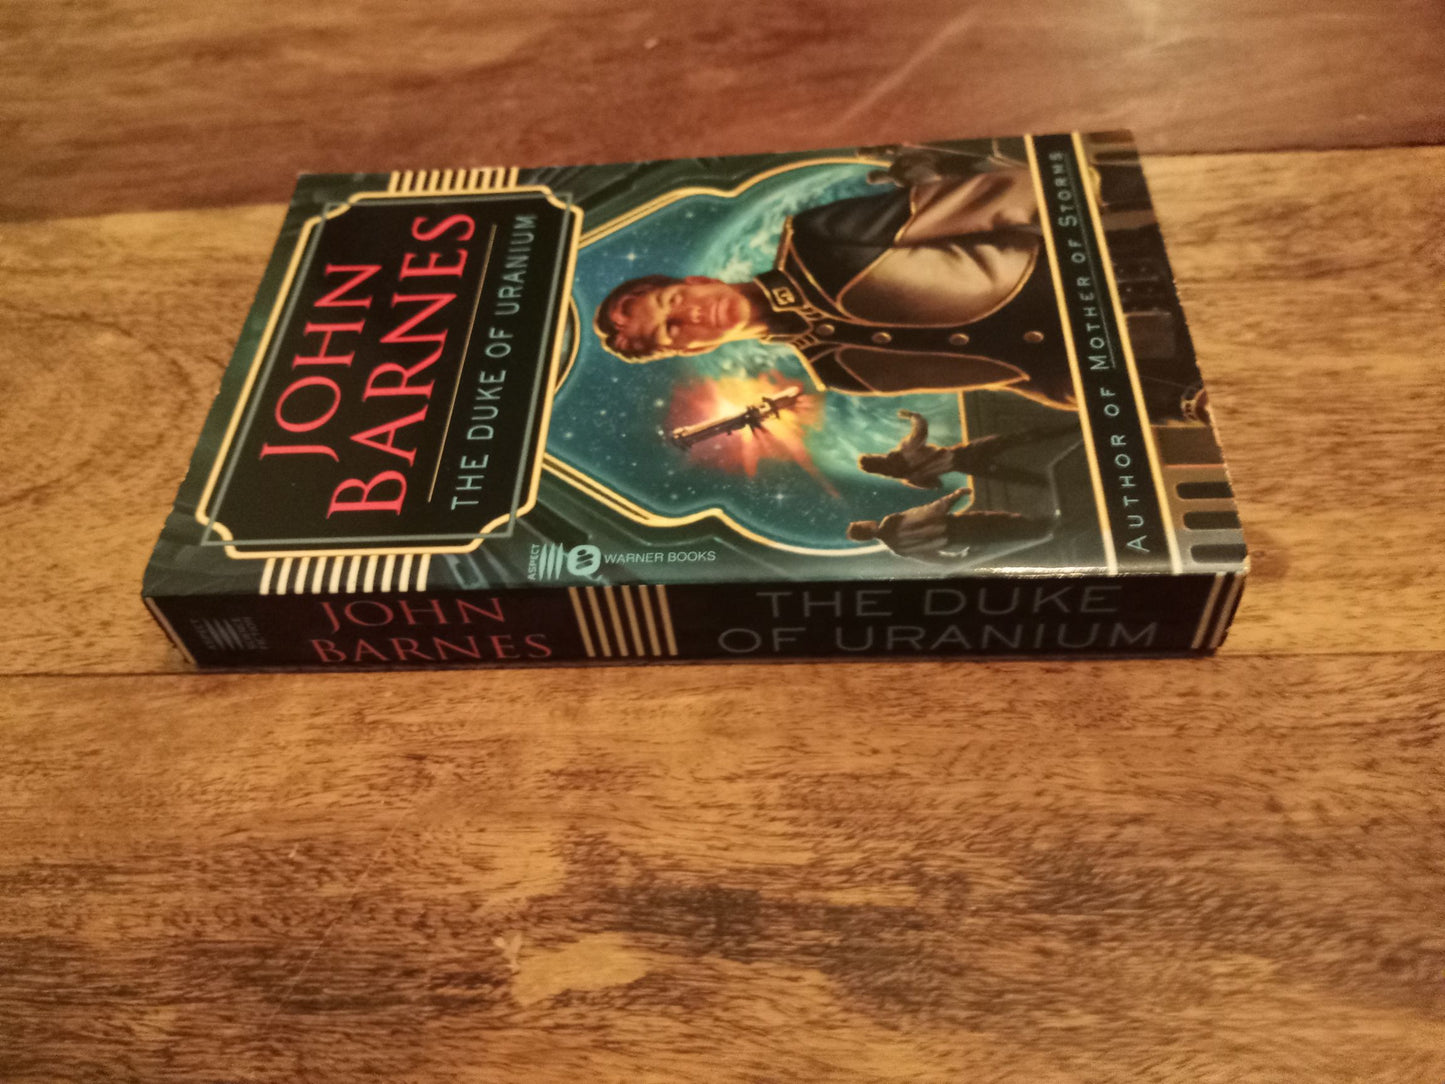 JOHN
BARNES
THE DUKE OF URANIUM
AUTHOR OF MOTHER OF STORMS
ASPECT
WARNER BOOKS
JOHN
BARNES
THE DUKE
OF URANIUM